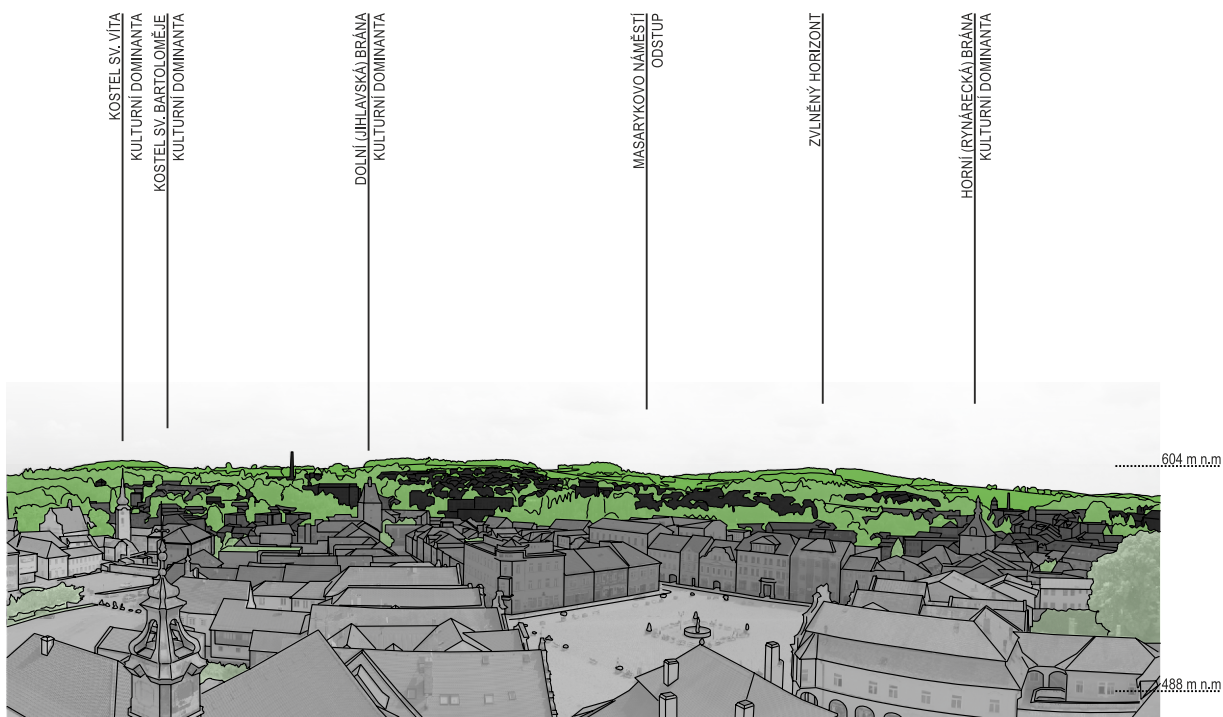 KOSTEL SV. VÍTA
KULTURNÍ DOMINANTA
KOSTEL SV. BARTOLOMĚJE
KULTURNÍ DOMINANTA
DOLNÍ (JIHLAVSKÁ) BRÁNA
KULTURNÍ DOMINANTA
MASARYKOVO NÁMĚSTÍ
ODSTUP
ZVLNĚNÝ HORIZONT
HORNÍ (RYNÁRECKÁ) BRÁNA
KULTURNÍ DOMINANTA
604 m n.m
488 m n.m